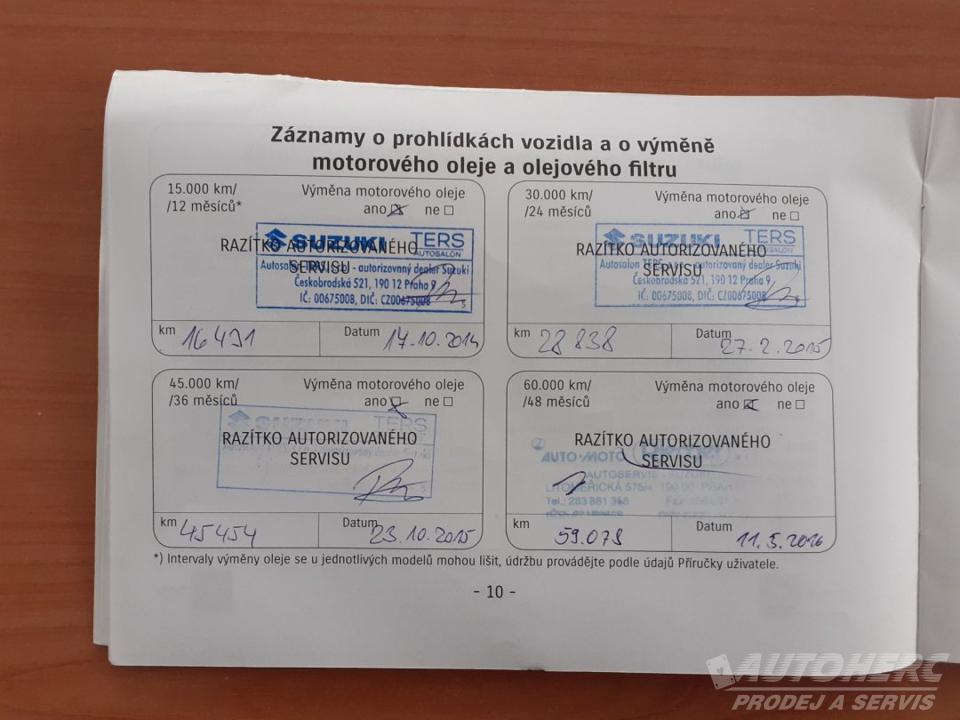 Záznamy o prohlídkách vozidla a o výměně
motorového oleje a olejového filtru
15.000 km/
/12 měsíců*
Výměna motorového oleje
ano ne
SUZUKI TERS
AUTOSALON
RAZÍTKO AUTORIZOVANÉHO
SERVISU
Autosalon - autorizovaný dealer Suzuki
Českobrodská 521, 190 12 Praha 9
IČ: 00675008, DIČ: CZ00675008
km 16431
Datum 17.10.2014
30.000 km/
/24 měsíců
Výměna motorového oleje
ano ne
SUZUKI TERS
AUTOSALON
RAZÍTKO AUTORIZOVANÉHO
SERVISU
Autosalon TERS - autorizovaný dealer Suzuki
Českobrodská 521, 190 12 Praha 9
IČ: 00675008, DIČ: CZ00675008
km 28838
Datum 27.2.2015
45.000 km/
/36 měsíců
Výměna motorového oleje
ano ne
SUZUKI TERS
RAZÍTKO AUTORIZOVANÉHO
SERVISU
km 45454
Datum 23.10.2015
60.000 km/
/48 měsíců
Výměna motorového oleje
ano ne
RAZÍTKO AUTORIZOVANÉHO
AUTO-MOTO
SERVISU
km 59.078
Datum 11.5.2016
*) Intervaly výměny oleje se u jednotlivých modelů mohou lišit, údržbu provádějte podle údajů Příručky uživatele.
- 10 -
AUTOHERC
PRODEJ A SERVIS